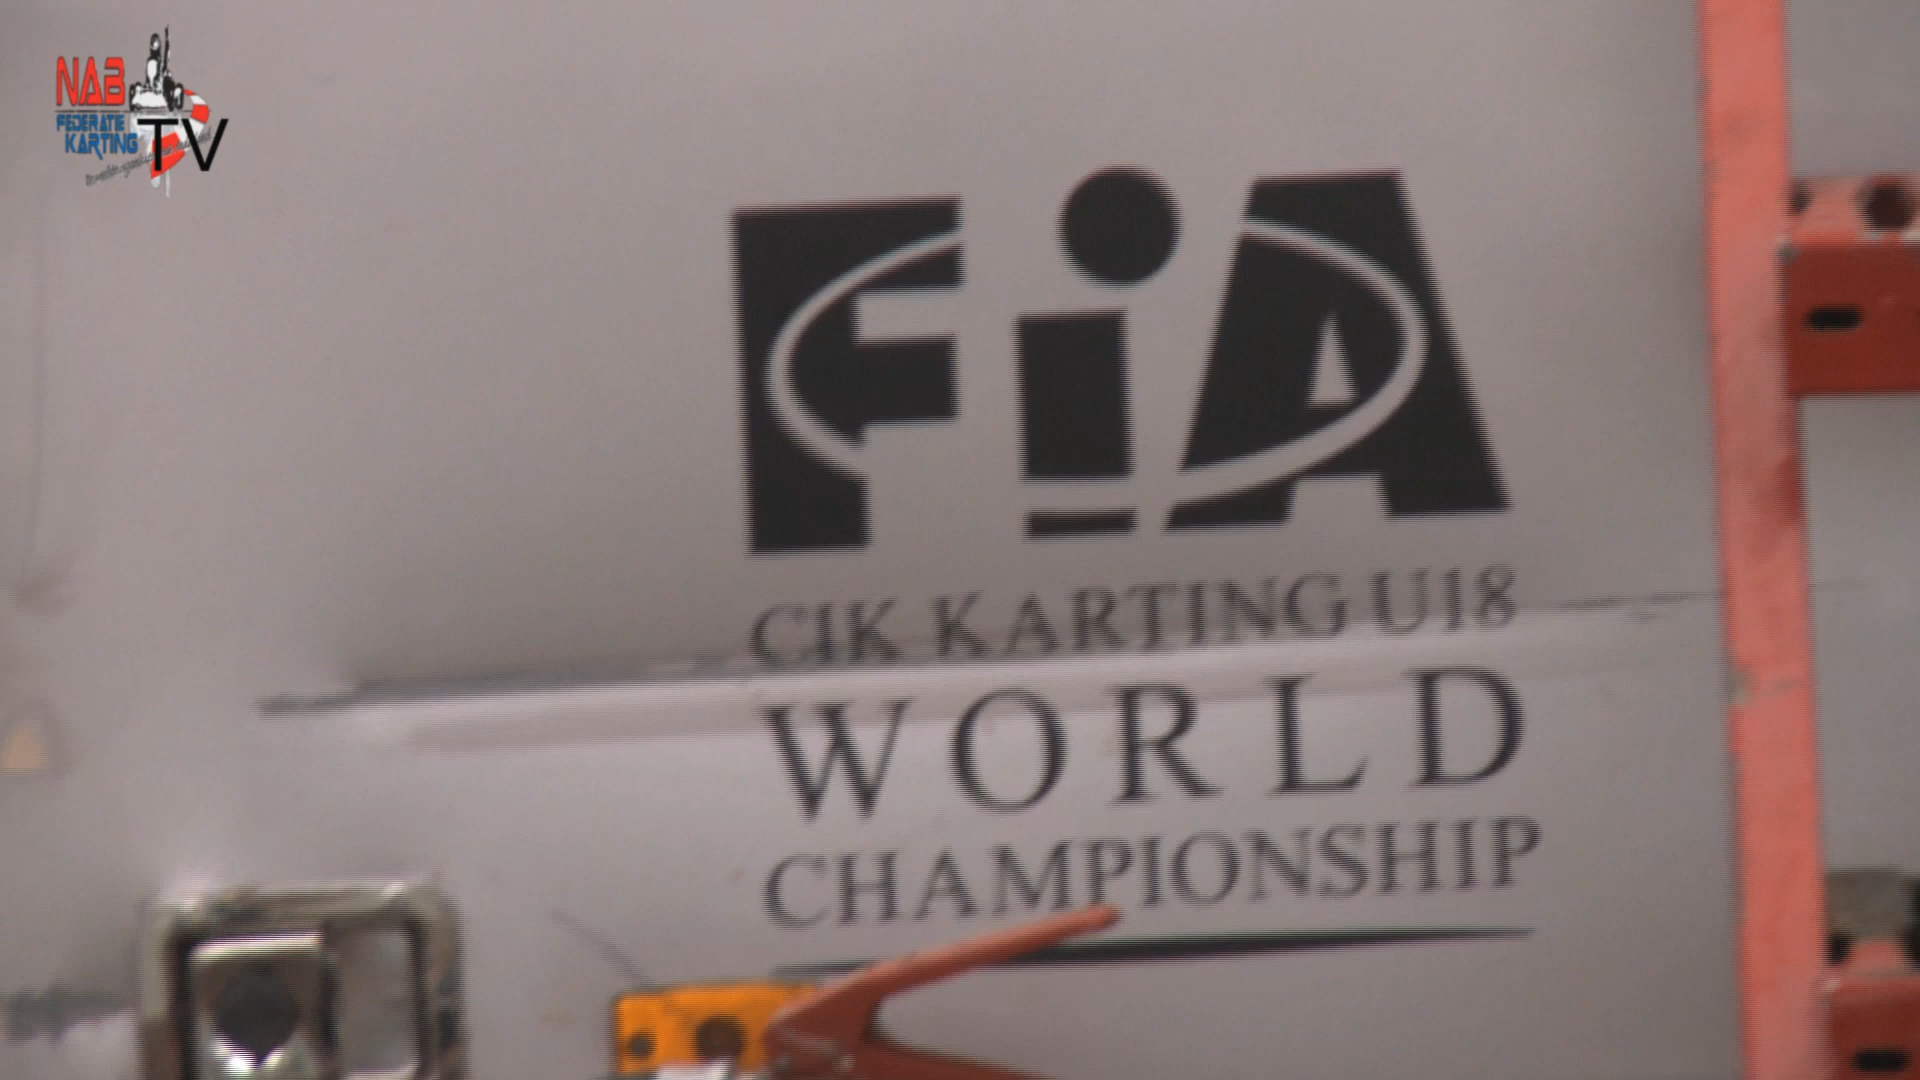 NAB
FEDERATIE
KARTING
TV
FiA
CIK KARTING U18
WORLD
CHAMPIONSHIP